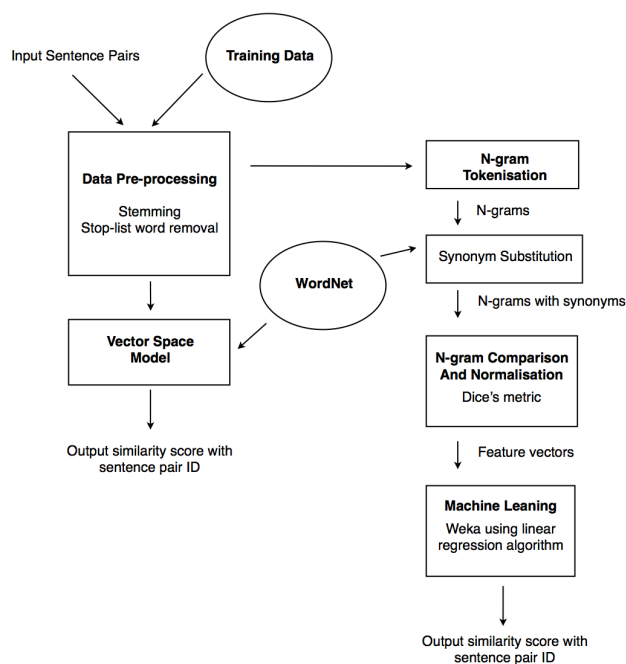 Input Sentence Pairs
Training Data
Data Pre-processing
Stemming
Stop-list word removal
N-gram
Tokenisation
N-grams
Synonym Substitution
WordNet
N-grams with synonyms
Vector Space
Model
N-gram Comparison
And Normalisation
Dice's metric
Output similarity score with
sentence pair ID
Feature vectors
Machine Leaning
Weka using linear
regression algorithm
Output similarity score with
sentence pair ID